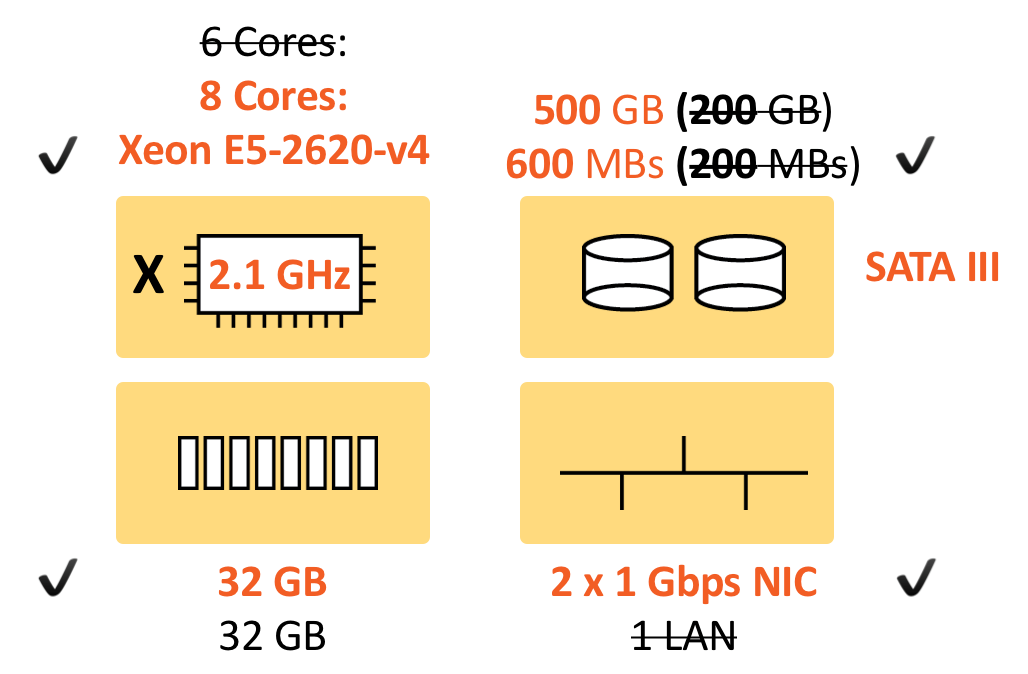 6 Cores:
8 Cores:
Xeon E5-2620-v4
X 2.1 GHz
500 GB (200 GB)
600 MBs (200 MBs)
SATA III
32 GB
32 GB
2 x 1 Gbps NIC
1 LAN